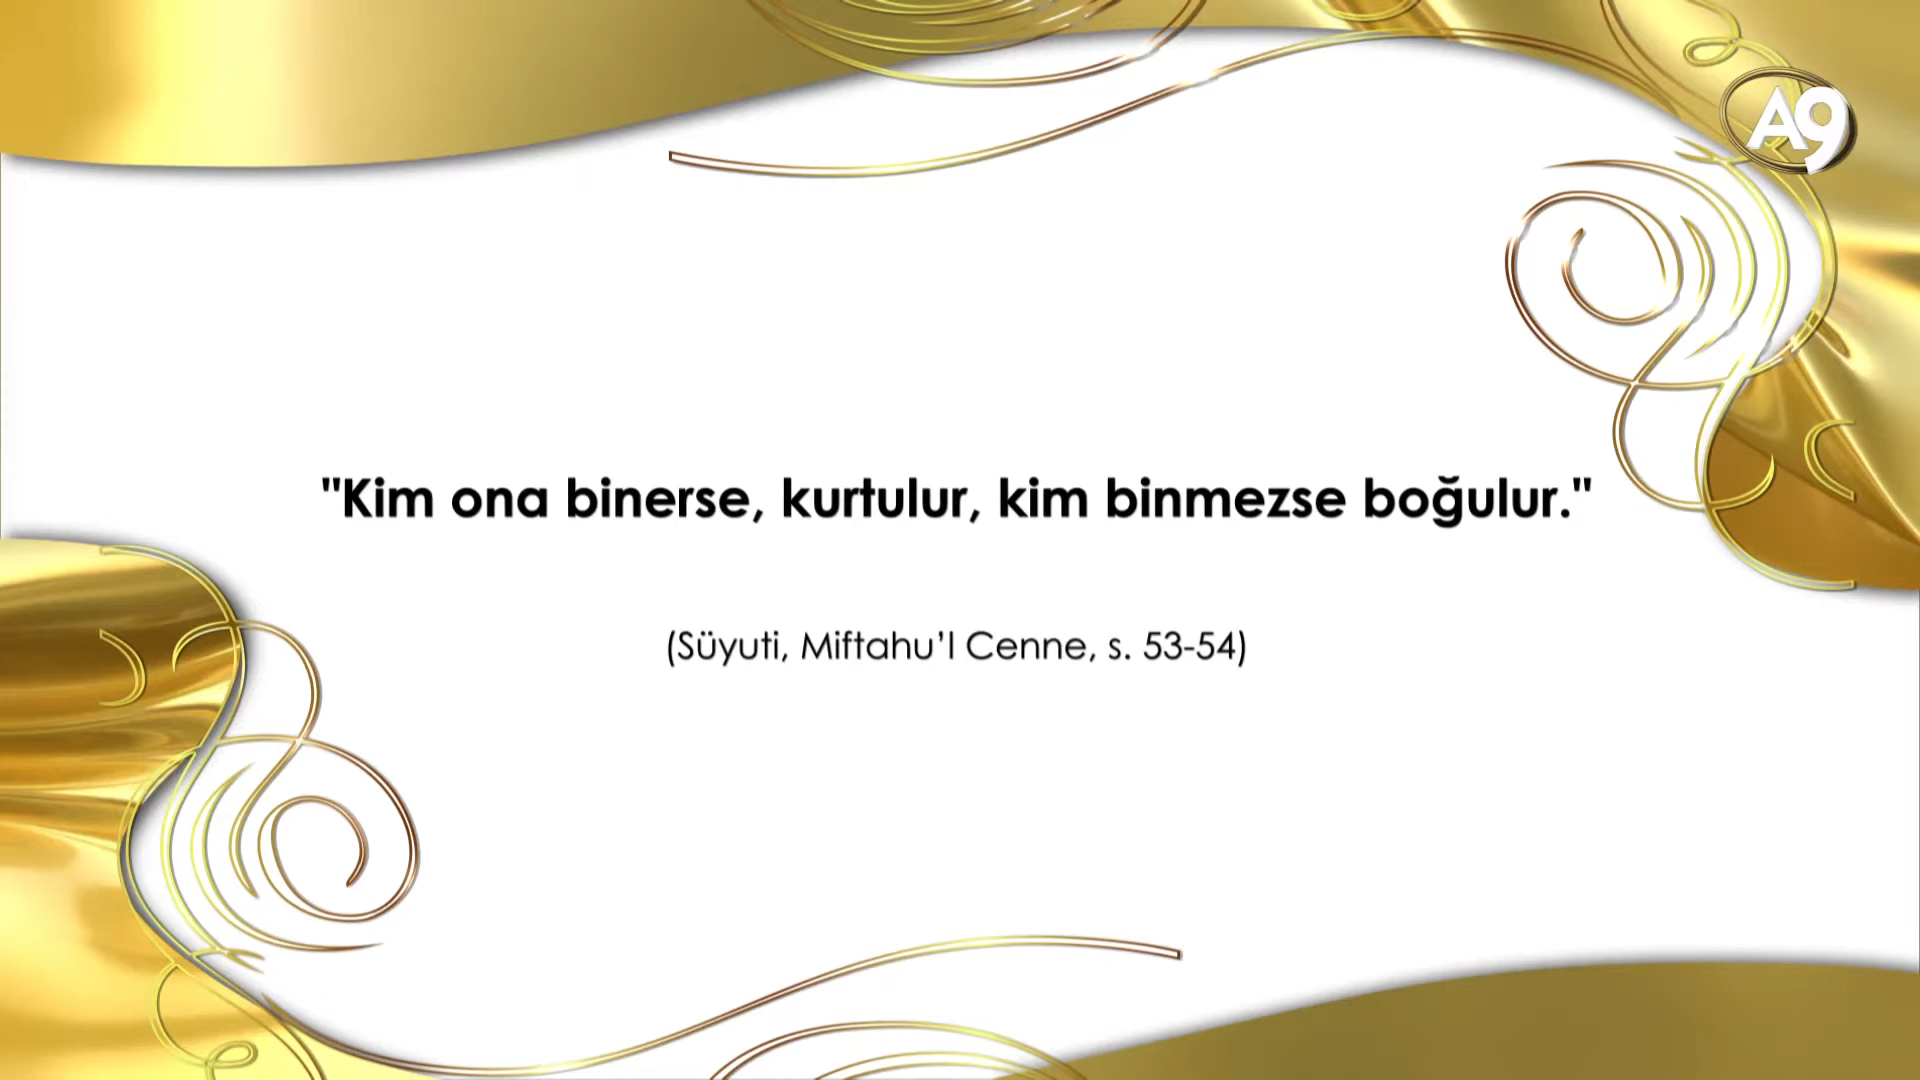 A9
"Kim ona binerse, kurtulur, kim binmezse boğulur."
(Süyuti, Miftahu’l Cenne, s. 53-54)